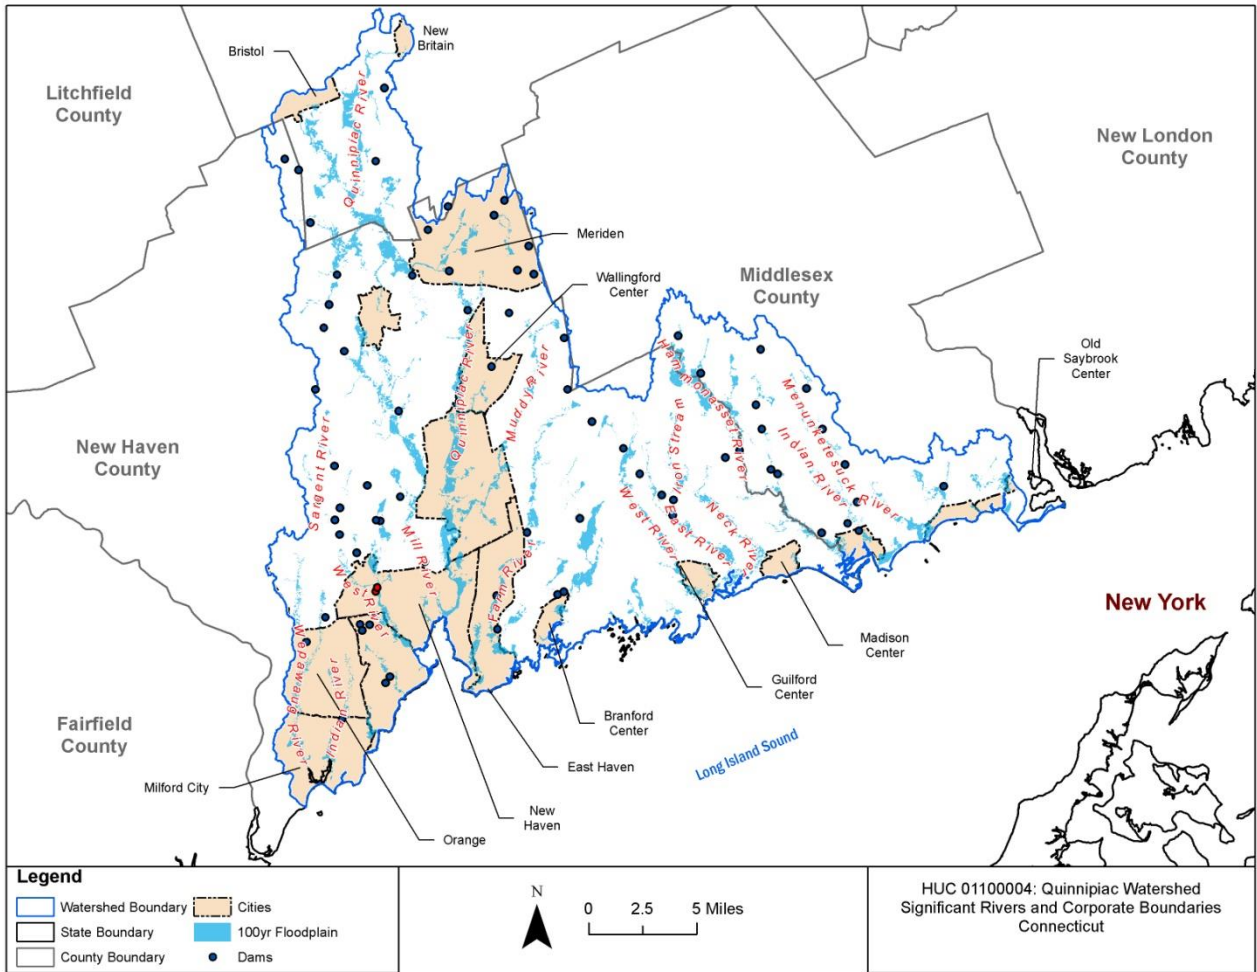 New
Britain
Bristol
Litchfield
County
New London
County
Quinnipiac River
Meriden
Wallingford
Center
Middlesex
County
Old
Saybrook
Center
Hammonasset River
Menunketesuck River
Quinnipiac River
Muddy River
New Haven
County
Sargent River
Iron Stream
Indian River
Mill River
West River
East River
Neck River
West River
Farm River
New York
Wepawaug River
Indian River
Madison
Center
Guilford
Center
Fairfield
County
Branford
Center
Long Island Sound
East Haven
Milford City
New
Haven
Orange
Legend
Watershed Boundary
Cities
State Boundary
100yr Floodplain
County Boundary
Dams
N
0 2.5 5 Miles
HUC 01100004: Quinnipiac Watershed
Significant Rivers and Corporate Boundaries
Connecticut